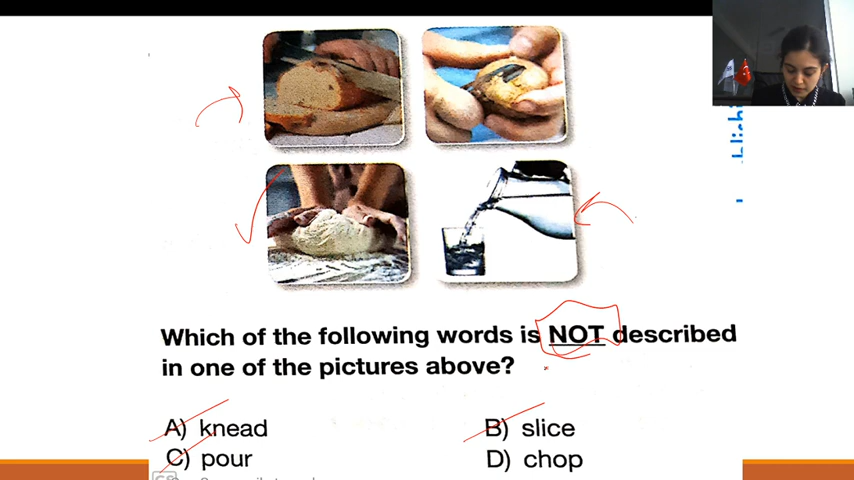 Which of the following words is NOT described
in one of the pictures above?
A) knead
B) slice
C) pour
D) chop